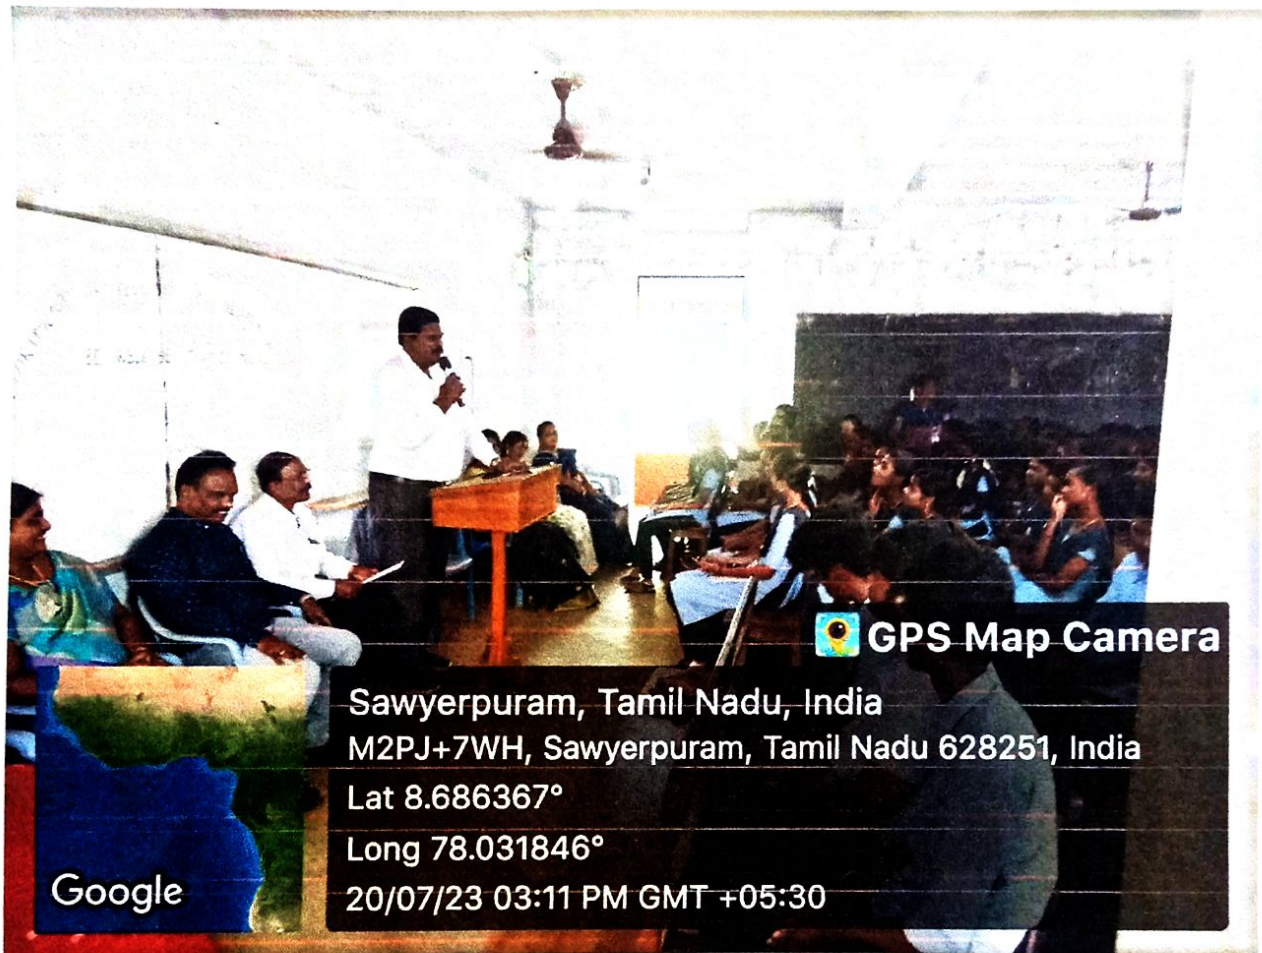 GPS Map Camera
Sawyerpuram, Tamil Nadu, India
M2PJ+7WH, Sawyerpuram, Tamil Nadu 628251, India
Lat 8.686367°
Long 78.031846°
20/07/23 03:11 PM GMT +05:30
Google